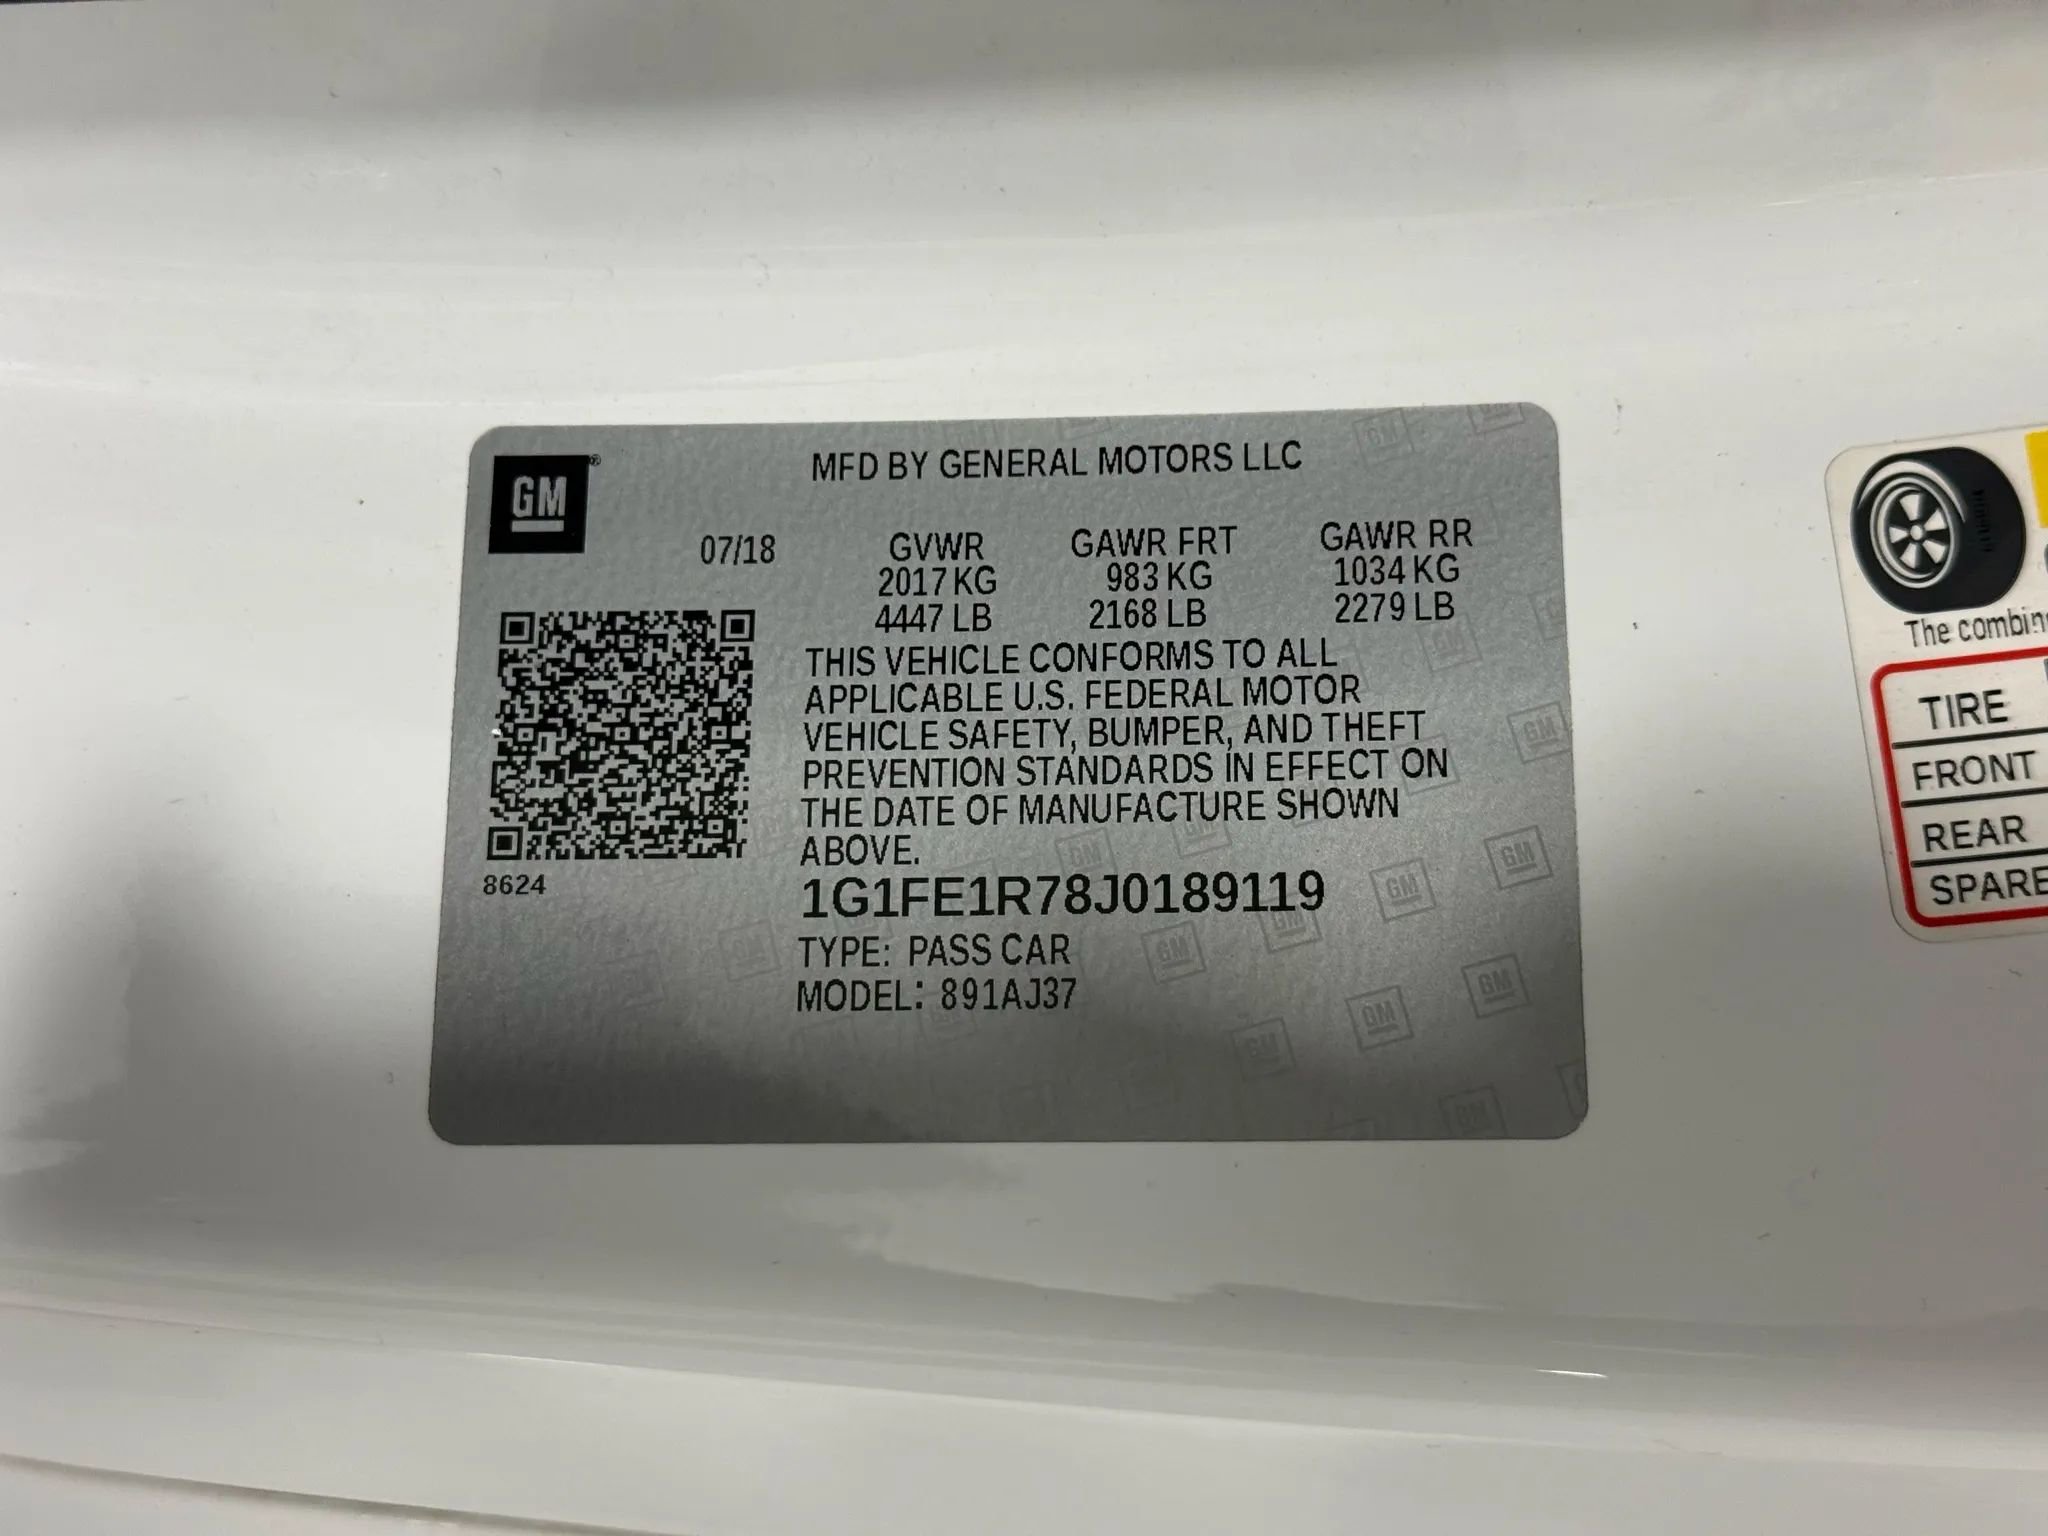 GM
MFD BY GENERAL MOTORS LLC
07/18 GVWR GAWR FRT GAWR RR
2017 KG 983 KG 1034 KG
4447 LB 2168 LB 2279 LB
THIS VEHICLE CONFORMS TO ALL
APPLICABLE U.S. FEDERAL MOTOR
VEHICLE SAFETY, BUMPER, AND THEFT
PREVENTION STANDARDS IN EFFECT ON
THE DATE OF MANUFACTURE SHOWN
ABOVE.
8624
1G1FE1R78J0189119
TYPE: PASS CAR
MODEL: 891AJ37
The
TIRE
FRONT
REAR
SPARE